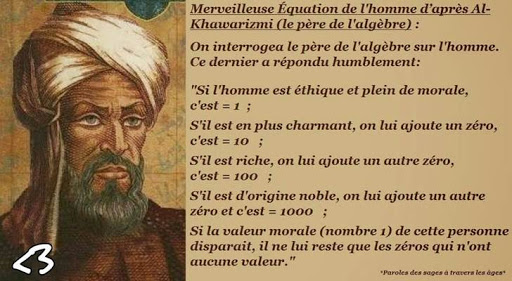 Merveilleuse Équation de l'homme d'après Al-
Khawarizmi (le père de l'algèbre) :
On interrogea le père de l'algèbre sur l'homme.
Ce dernier a répondu humblement:
"Si l'homme est éthique et plein de morale,
c'est = 1 ;
S'il est en plus charmant, on lui ajoute un zéro,
c'est = 10 ;
S'il est riche, on lui ajoute un autre zéro,
c'est = 100 ;
S'il est d'origine noble, on lui ajoute un autre
zéro et c'est = 1000 ;
Si la valeur morale (nombre 1) de cette personne
disparait, il ne lui reste que les zéros qui n'ont
aucune valeur."
*Paroles des sages à travers les âges*
<3